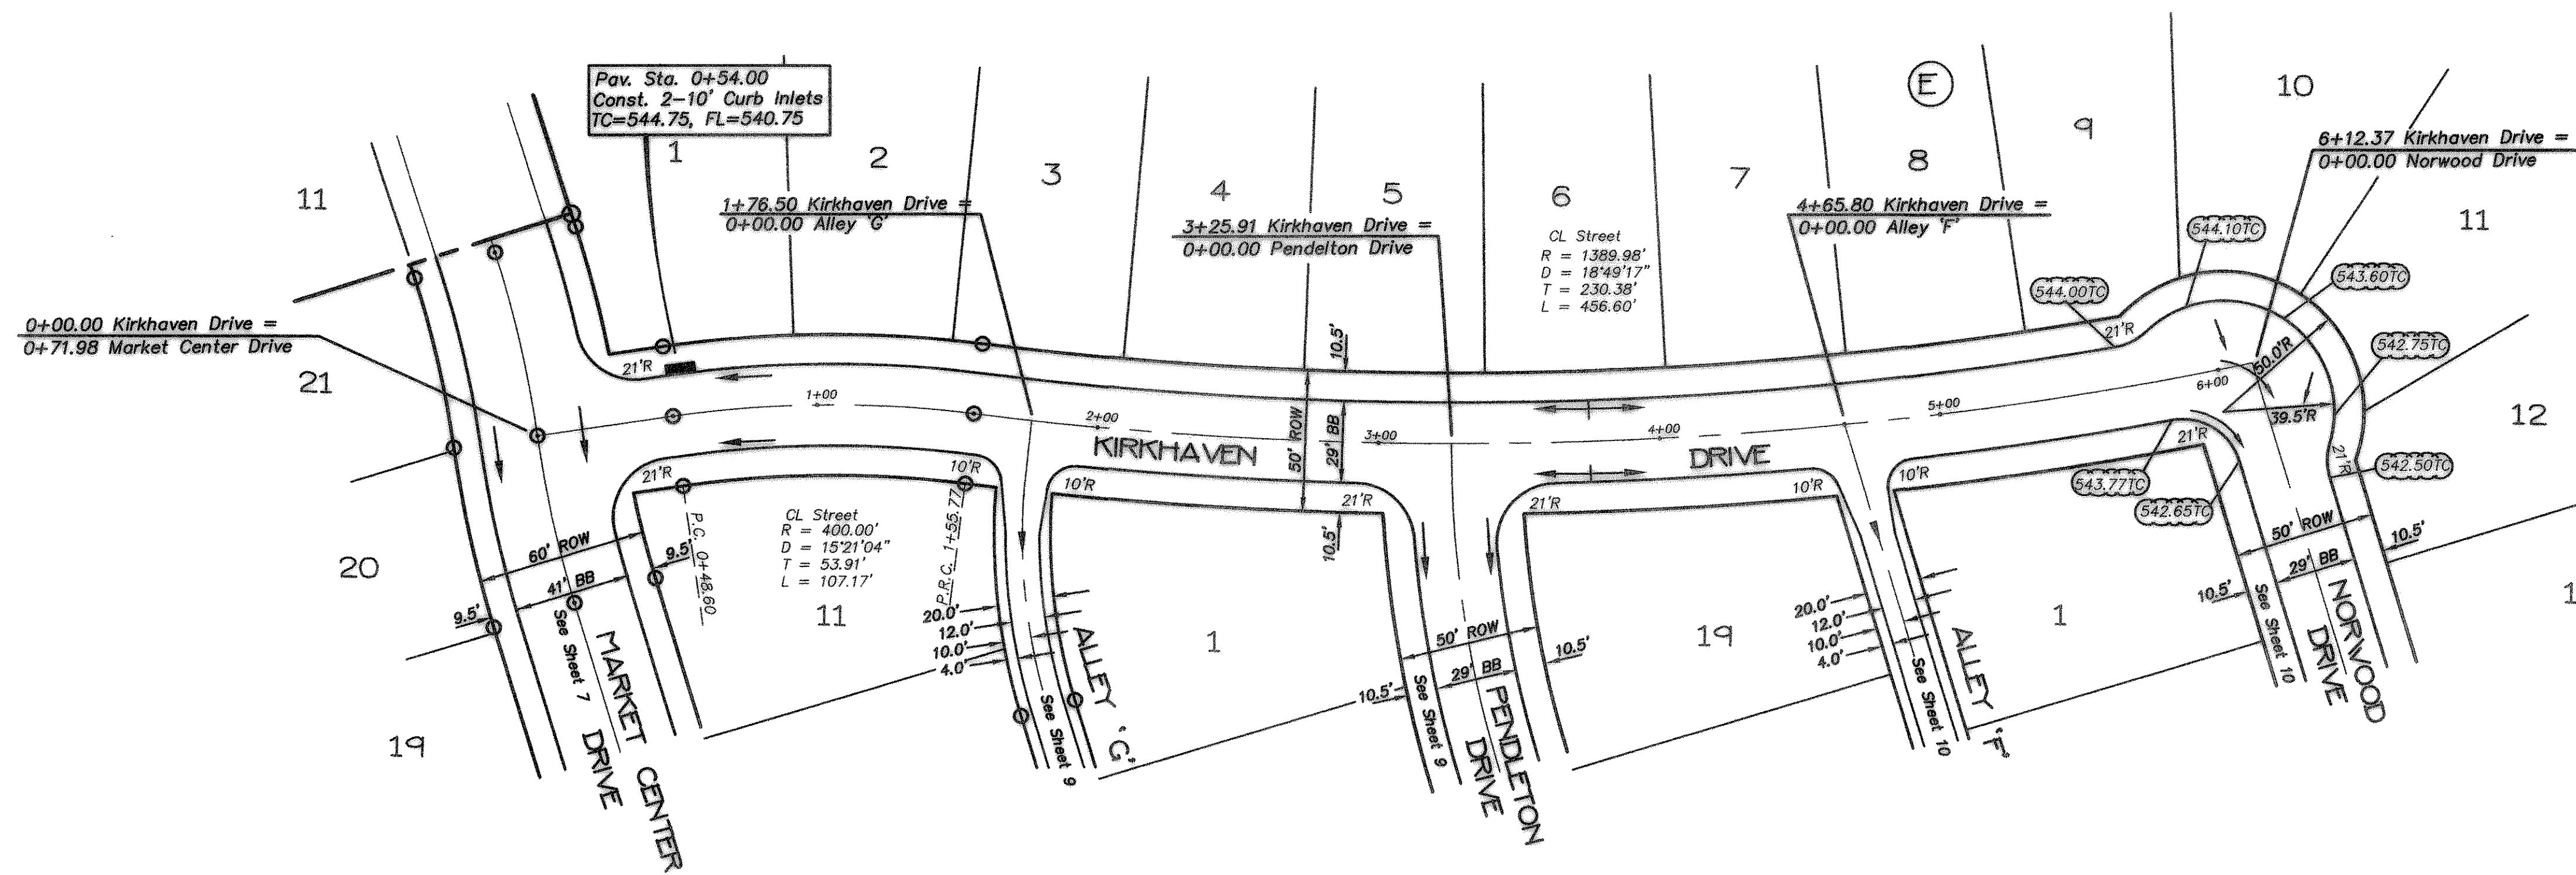 Pav. Sta. 0+54.00
Const. 2-10' Curb Inlets
TC=544.75, FL=540.75
E
1
2
3
4
5
6
7
8
9
10
11
12
11
21
20
19
1+76.50 Kirkhaven Drive =
0+00.00 Alley 'G'
3+25.91 Kirkhaven Drive =
0+00.00 Pendelton Drive
4+65.80 Kirkhaven Drive =
0+00.00 Alley 'F'
6+12.37 Kirkhaven Drive =
0+00.00 Norwood Drive
0+00.00 Kirkhaven Drive =
0+71.98 Market Center Drive
CL Street
R = 1389.98'
D = 18°49'17"
T = 230.38'
L = 456.60'
544.10TC
543.60TC
544.00TC
542.75TC
542.50TC
543.77TC
542.65TC
21'R
21'R
50.0'R
39.5'R
21'R
21'R
1+00
2+00
3+00
4+00
5+00
6+00
KIRKHAVEN DRIVE
10.5'
50' ROW
29' BB
10.5'
21'R
10'R
10'R
21'R
21'R
10'R
10'R
P.C. 0+48.60
P.R.C. 1+55.77
CL Street
R = 400.00'
D = 15°21'04"
T = 53.91'
L = 107.17'
11
1
19
1
1
60' ROW
41' BB
9.5'
9.5'
See Sheet 7
MARKET CENTER
DRIVE
20.0'
12.0'
10.0'
4.0'
See Sheet 9
ALLEY 'G'
50' ROW
29' BB
10.5'
10.5'
See Sheet 9
PENDLETON
DRIVE
20.0'
12.0'
10.0'
4.0'
See Sheet 10
ALLEY 'F'
50' ROW
29' BB
10.5'
10.5'
See Sheet 10
NORWOOD
DRIVE